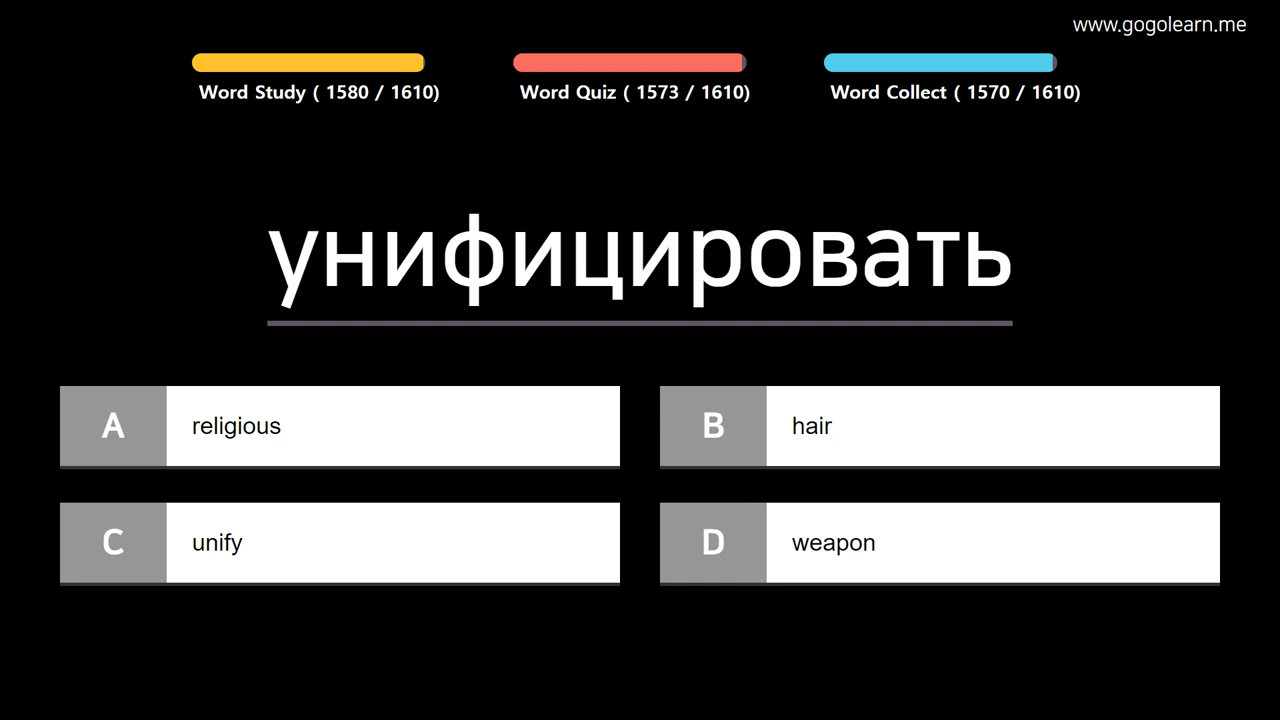 www.gogolearn.me
Word Study ( 1580 / 1610)
Word Quiz ( 1573 / 1610)
Word Collect ( 1570 / 1610)
унифицировать
A religious
B hair
C unify
D weapon